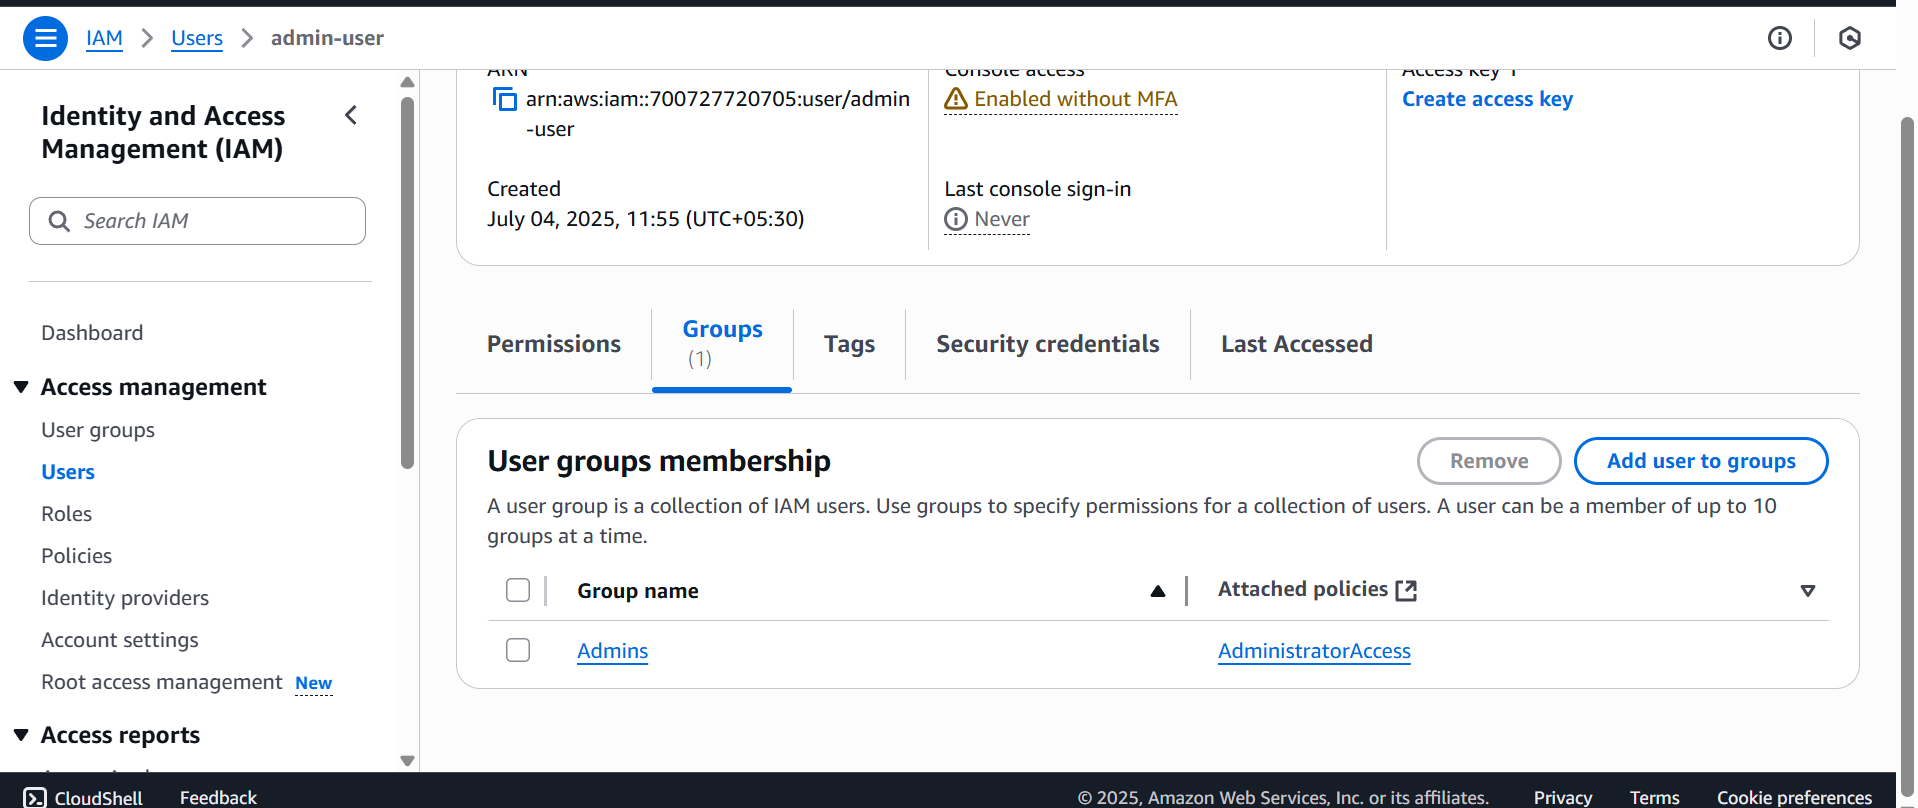 IAM > Users > admin-user
Identity and Access
Management (IAM)
Search IAM
Dashboard
Access management
User groups
Users
Roles
Policies
Identity providers
Account settings
Root access management New
Access reports
ARN
arn:aws:iam::700727720705:user/admin
-user
Created
July 04, 2025, 11:55 (UTC+05:30)
Console access
Enabled without MFA
Last console sign-in
Never
Access key 1
Create access key
Permissions
Groups
(1)
Tags
Security credentials
Last Accessed
User groups membership
Remove
Add user to groups
A user group is a collection of IAM users. Use groups to specify permissions for a collection of users. A user can be a member of up to 10
groups at a time.
Group name
Attached policies
Admins
AdministratorAccess
CloudShell
Feedback
© 2025, Amazon Web Services, Inc. or its affiliates.
Privacy
Terms
Cookie preferences